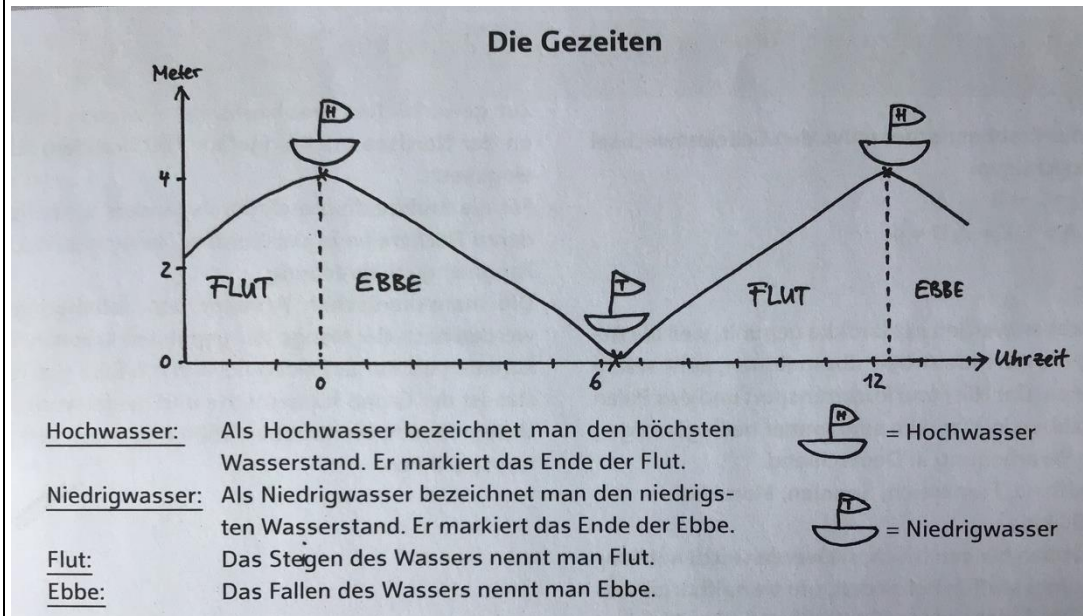 Die Gezeiten
Meter
H
H
4
2
T
FLUT
EBBE
FLUT
EBBE
0
0
6
12
Uhrzeit
Hochwasser: Als Hochwasser bezeichnet man den höchsten
Wasserstand. Er markiert das Ende der Flut.
Niedrigwasser: Als Niedrigwasser bezeichnet man den niedrigs-
ten Wasserstand. Er markiert das Ende der Ebbe.
Flut: Das Steigen des Wassers nennt man Flut.
Ebbe: Das Fallen des Wassers nennt man Ebbe.
H = Hochwasser
T = Niedrigwasser